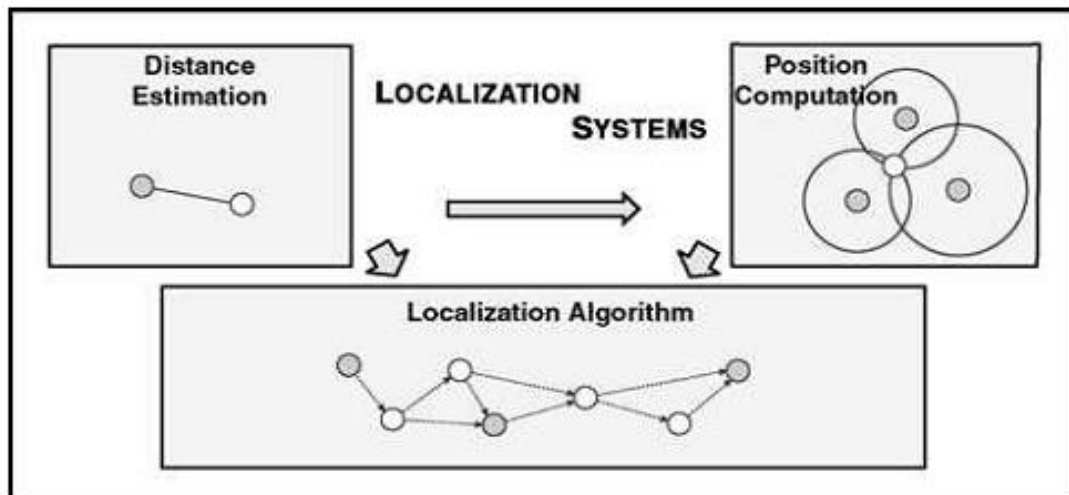 Distance
Estimation
LOCALIZATION
SYSTEMS
Position
Computation
Localization Algorithm